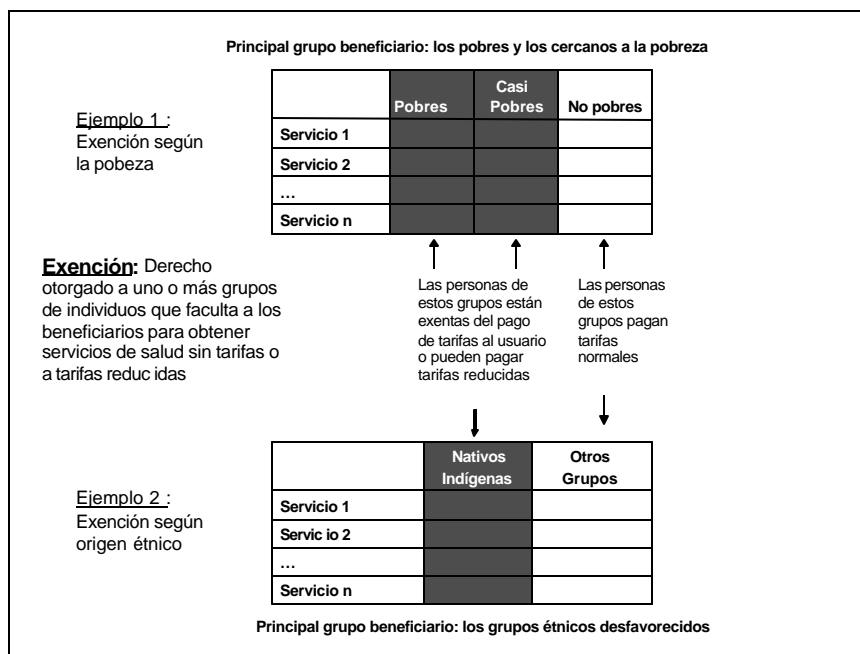 Principal grupo beneficiario: los pobres y los cercanos a la pobreza
Casi
Pobres Pobres No pobres
Ejemplo 1 :
Exención según
la pobeza
Servicio 1
Servicio 2
...
Servicio n
Exención: Derecho
otorgado a uno o más grupos
de individuos que faculta a los
beneficiarios para obtener
servicios de salud sin tarifas o
a tarifas reduc idas
Las personas de
estos grupos están
exentas del pago
de tarifas al usuario
o pueden pagar
tarifas reducidas
Las personas
de estos
grupos pagan
tarifas
normales
Nativos Otros
Indígenas Grupos
Ejemplo 2 :
Exención según
origen étnico
Servicio 1
Servic io 2
...
Servicio n
Principal grupo beneficiario: los grupos étnicos desfavorecidos